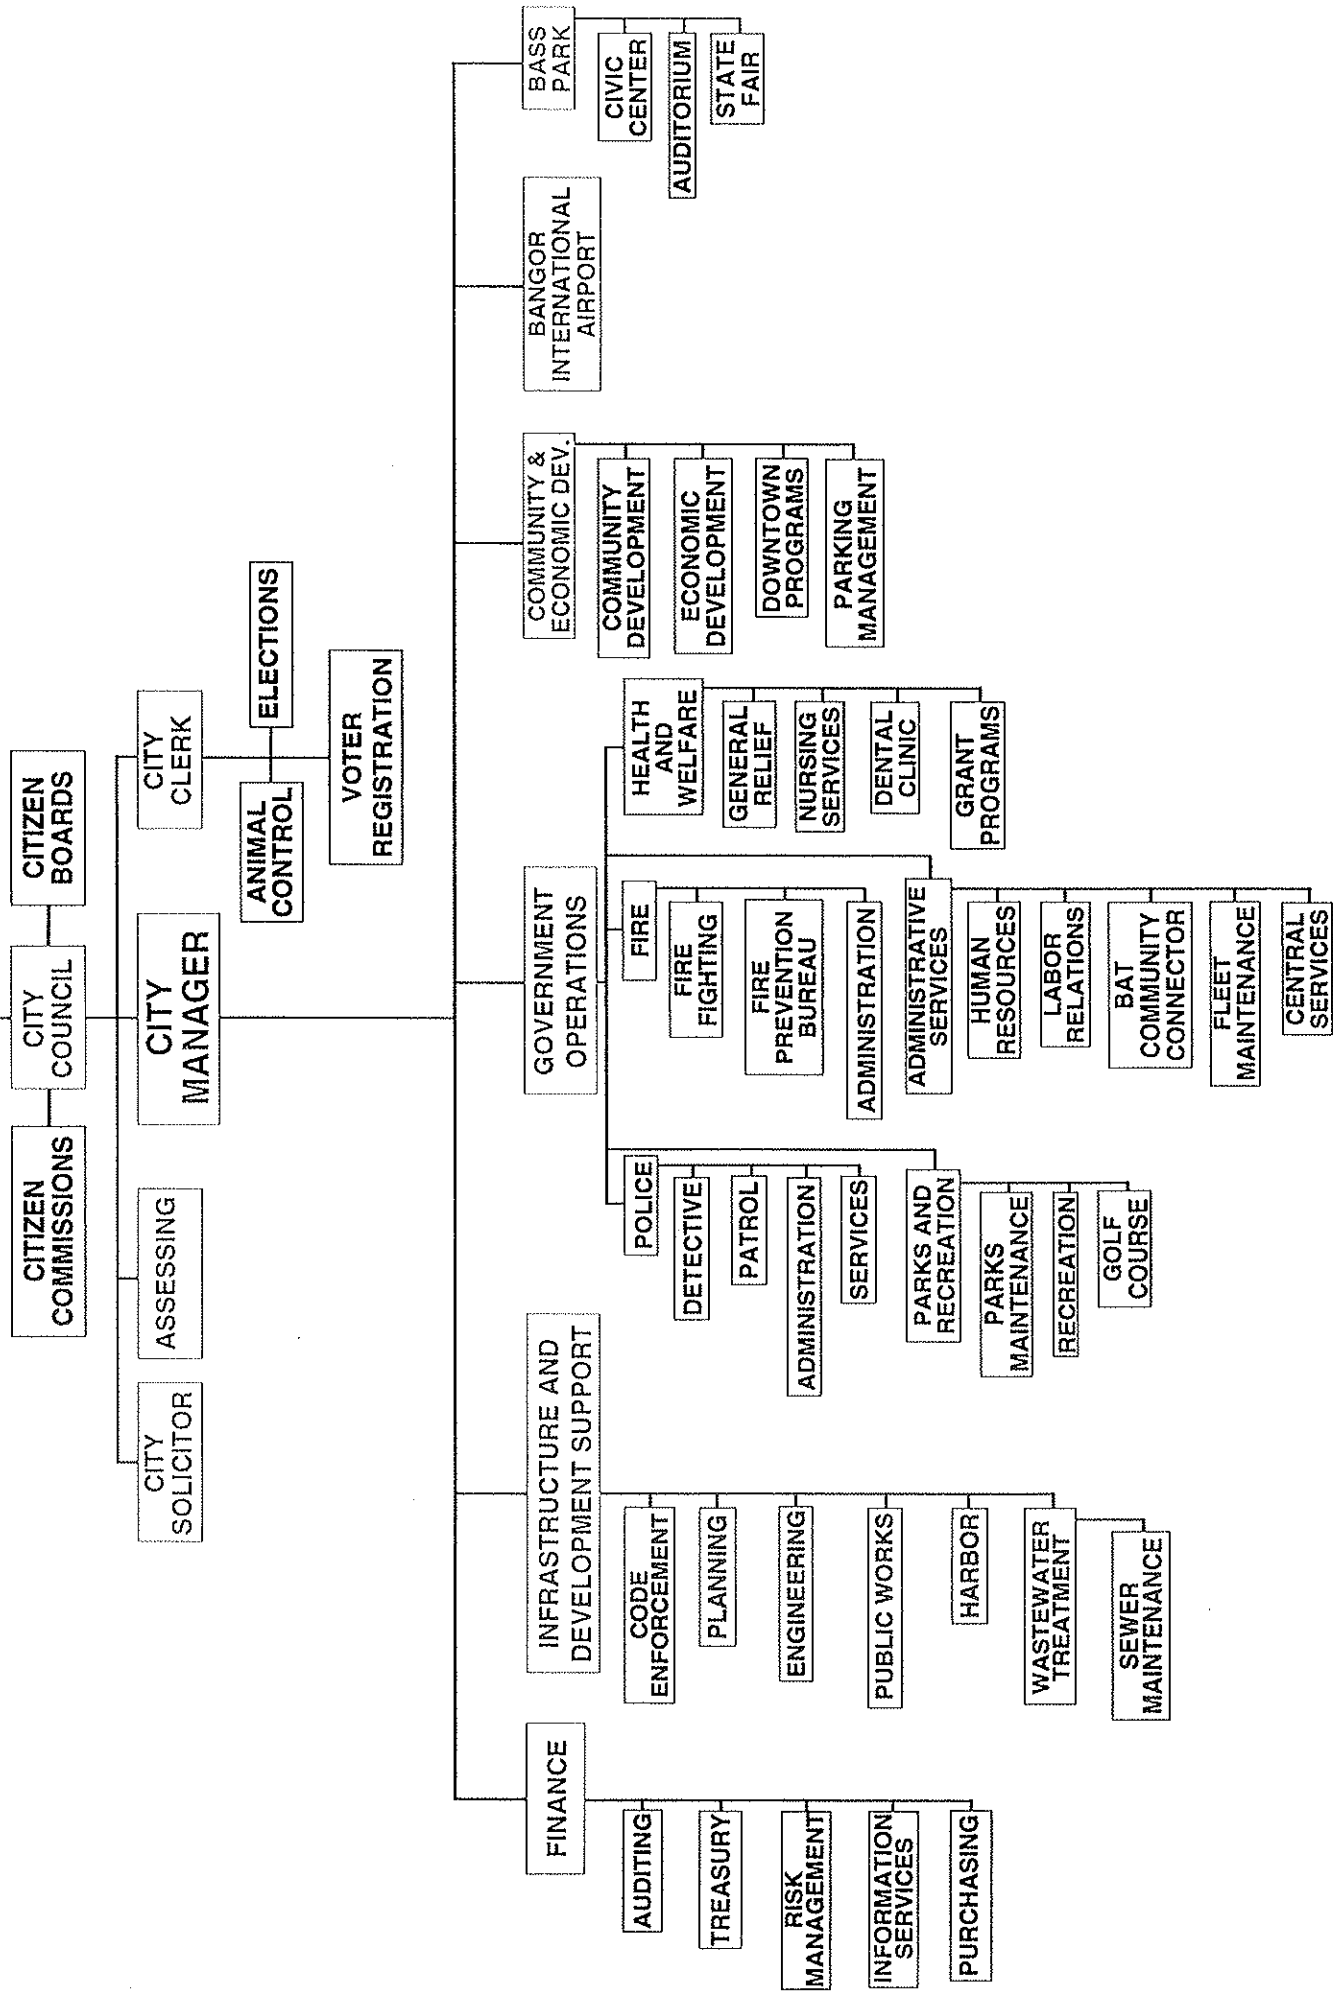 CITIZEN
COMMISSIONS
CITY
COUNCIL
CITIZEN
BOARDS
CITY
SOLICITOR
ASSESSING
CITY
MANAGER
CITY
CLERK
ANIMAL
CONTROL
ELECTIONS
VOTER
REGISTRATION
FINANCE
AUDITING
TREASURY
RISK
MANAGEMENT
INFORMATION
SERVICES
PURCHASING
INFRASTRUCTURE AND
DEVELOPMENT SUPPORT
CODE
ENFORCEMENT
PLANNING
ENGINEERING
PUBLIC WORKS
HARBOR
WASTEWATER
TREATMENT
SEWER
MAINTENANCE
GOVERNMENT
OPERATIONS
POLICE
DETECTIVE
PATROL
ADMINISTRATION
SERVICES
PARKS AND
RECREATION
PARKS
MAINTENANCE
RECREATION
GOLF
COURSE
FIRE
FIRE
FIGHTING
FIRE
PREVENTION
BUREAU
ADMINISTRATION
ADMINISTRATIVE
SERVICES
HUMAN
RESOURCES
LABOR
RELATIONS
BAT
COMMUNITY
CONNECTOR
FLEET
MAINTENANCE
CENTRAL
SERVICES
HEALTH
AND
WELFARE
GENERAL
RELIEF
NURSING
SERVICES
DENTAL
CLINIC
GRANT
PROGRAMS
COMMUNITY &
ECONOMIC DEV.
COMMUNITY
DEVELOPMENT
ECONOMIC
DEVELOPMENT
DOWNTOWN
PROGRAMS
PARKING
MANAGEMENT
BANGOR
INTERNATIONAL
AIRPORT
BASS
PARK
CIVIC
CENTER
AUDITORIUM
STATE
FAIR